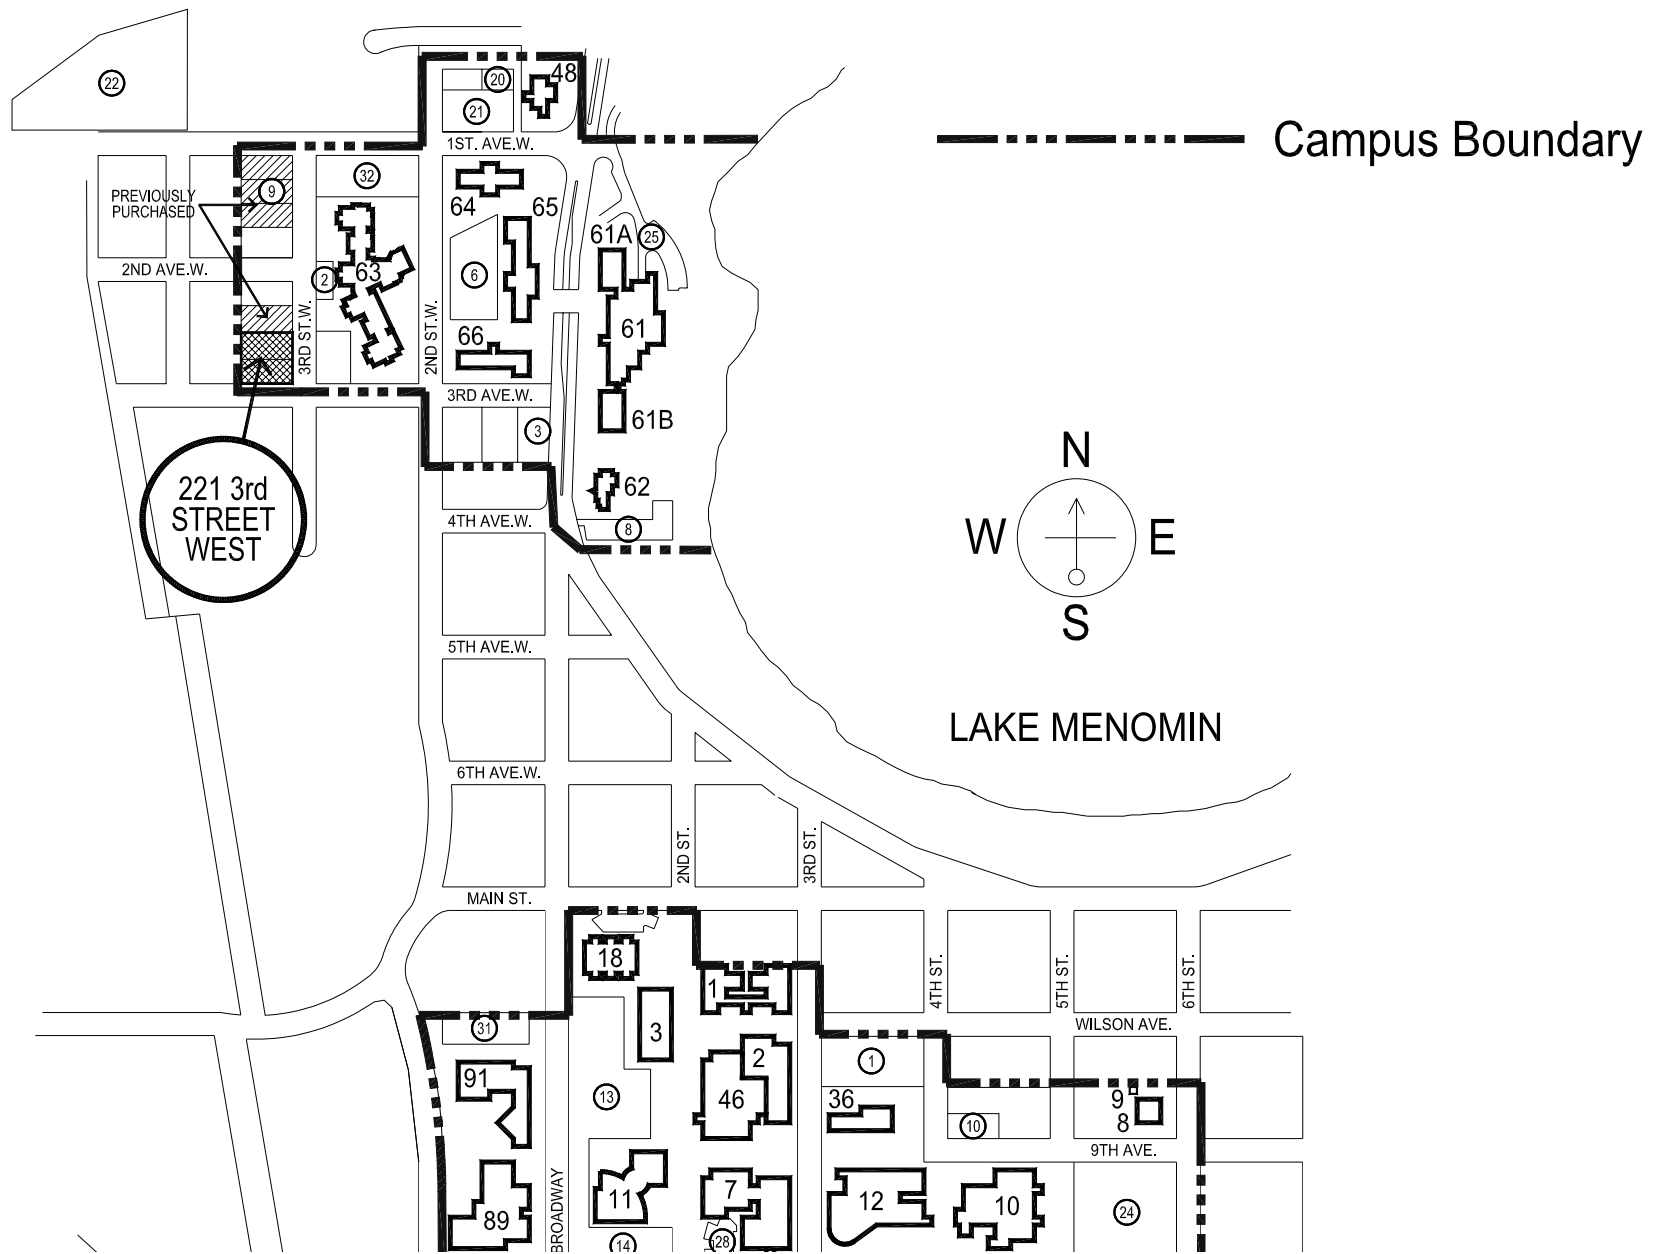 22
20
48
21
1ST. AVE.W.
Campus Boundary
32
9
PREVIOUSLY
PURCHASED
64
65
61A
25
2ND AVE.W.
2
63
6
61
3RD ST.W.
2ND ST.W.
66
3RD AVE.W.
61B
3
221 3rd
STREET
WEST
62
8
4TH AVE.W.
N
W
E
S
5TH AVE.W.
LAKE MENOMIN
6TH AVE.W.
2ND ST.
3RD ST.
MAIN ST.
18
1
4TH ST.
5TH ST.
6TH ST.
31
3
WILSON AVE.
2
1
91
13
46
36
9
8
10
9TH AVE.
BROADWAY
11
7
12
10
24
89
14
28